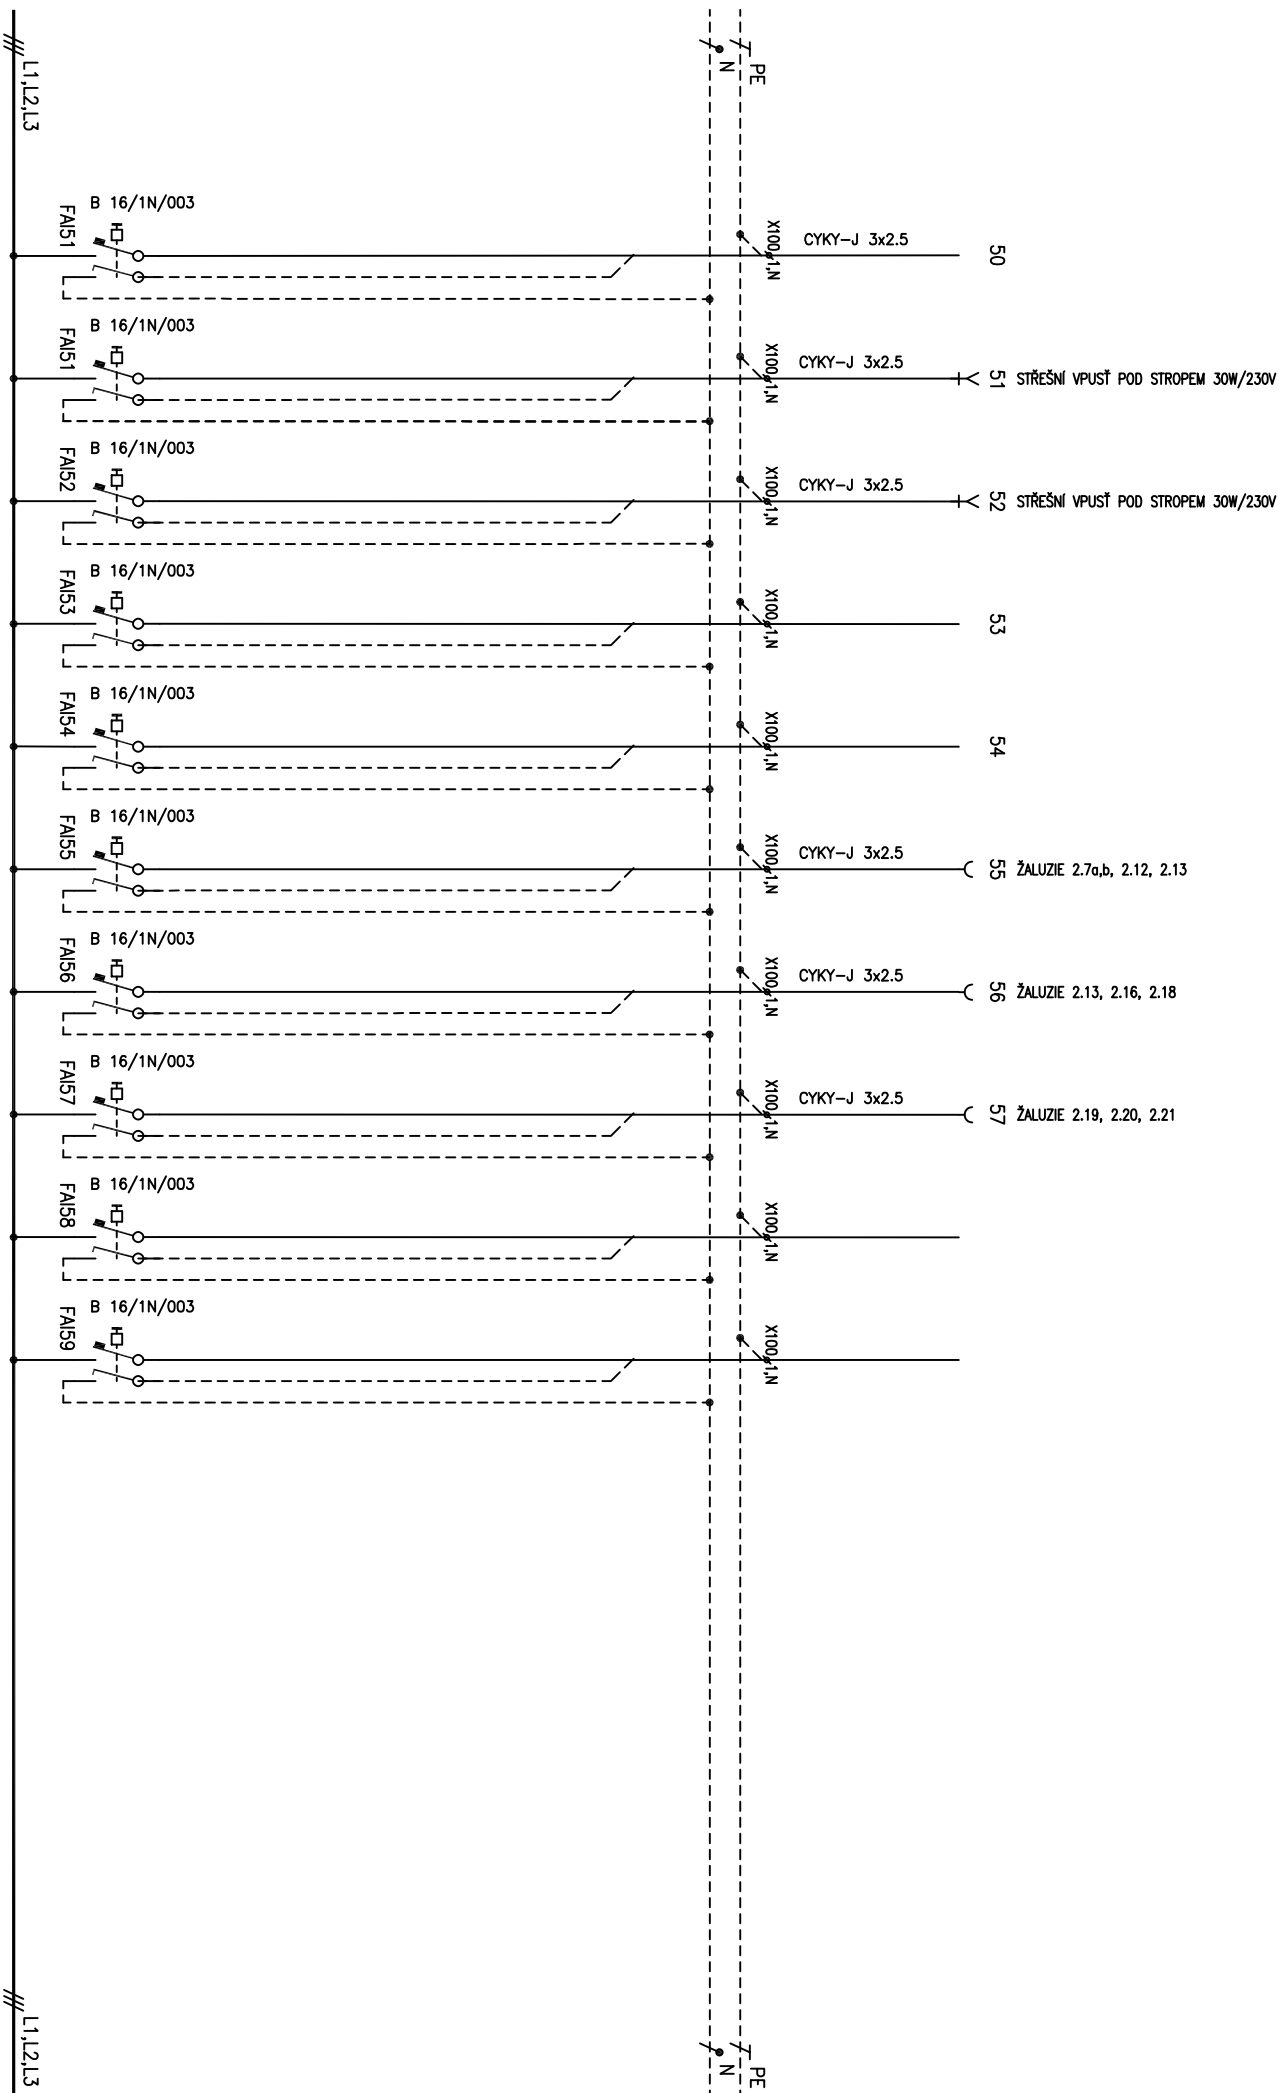 PE
N
L1,L2,L3
B 16/1N/003
FAI51
X100,1,N
CYKY-J 3x2.5
50
B 16/1N/003
FAI51
X100,1,N
CYKY-J 3x2.5
51 STŘEŠNÍ VPUSŤ POD STROPEM 30W/230V
B 16/1N/003
FAI52
X100,1,N
CYKY-J 3x2.5
52 STŘEŠNÍ VPUSŤ POD STROPEM 30W/230V
B 16/1N/003
FAI53
X100,1,N
53
B 16/1N/003
FAI54
X100,1,N
54
B 16/1N/003
FAI55
X100,1,N
CYKY-J 3x2.5
55 ŽALUZIE 2.7a,b, 2.12, 2.13
B 16/1N/003
FAI56
X100,1,N
CYKY-J 3x2.5
56 ŽALUZIE 2.13, 2.16, 2.18
B 16/1N/003
FAI57
X100,1,N
CYKY-J 3x2.5
57 ŽALUZIE 2.19, 2.20, 2.21
B 16/1N/003
FAI58
X100,1,N
B 16/1N/003
FAI59
X100,1,N
L1,L2,L3
N
PE